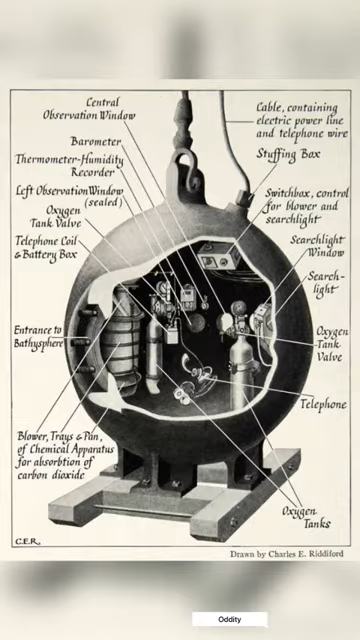 Central
Observation Window
Barometer
Thermometer-Humidity
Recorder
Left Observation Window
(sealed)
Oxygen
Tank Valve
Telephone Coil
& Battery Box
Entrance to
Bathysphere
Blower, Trays & Pan,
of Chemical Apparatus
for absorbtion of
carbon dioxide
Cable, containing
electric power line
and telephone wire
Stuffing Box
Switchbox, control
for blower and
searchlight
Searchlight
Window
Search-
light
Oxygen
Tank
Valve
Telephone
Oxygen
Tanks
C.E.R.
Drawn by Charles E. Riddiford
Oddity